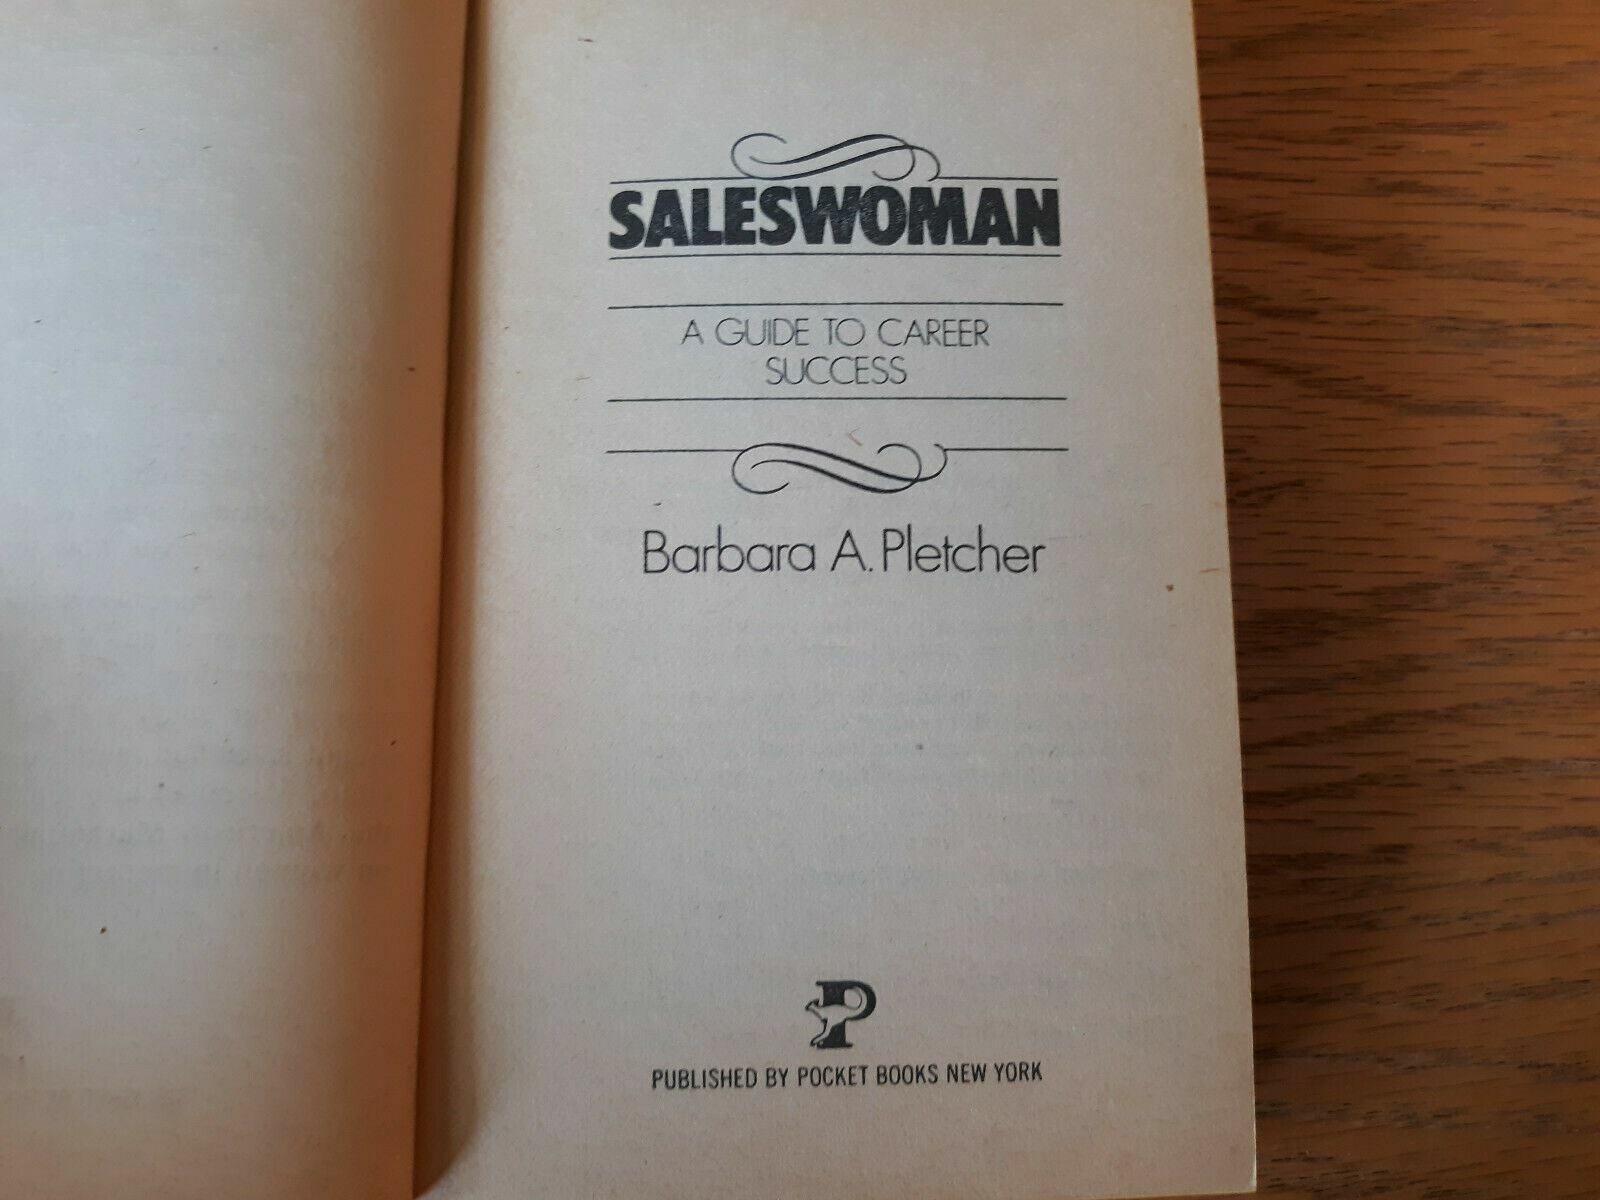 SALESWOMAN
A GUIDE TO CAREER
SUCCESS
Barbara A. Pletcher
P
PUBLISHED BY POCKET BOOKS NEW YORK